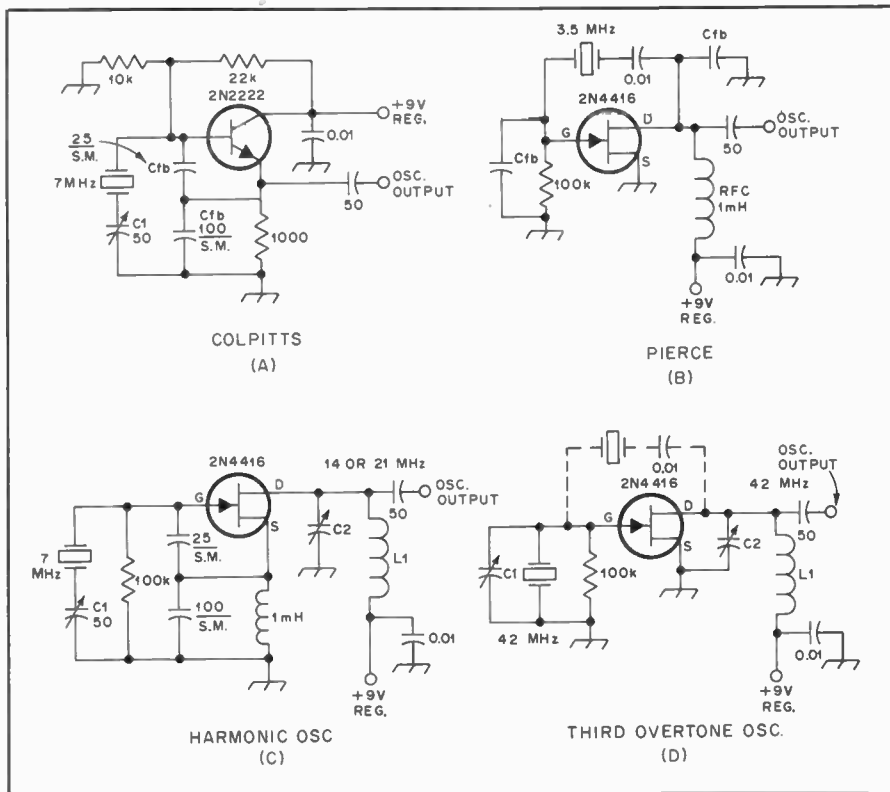 10k
22k
2N2222
+9V
REG.
0.01
25
S.M.
Cfb
7MHz
C1
50
Cfb
100
S.M.
1000
50
OSC.
OUTPUT
COLPITTS
(A)
3.5 MHz
0.01
Cfb
2N4416
G
D
S
OSC.
OUTPUT
50
Cfb
100k
RFC
1mH
0.01
+9V
REG.
PIERCE
(B)
2N4416
14 OR 21 MHz
G
D
S
OSC.
OUTPUT
50
7
MHz
C1
50
100k
25
S.M.
100
S.M.
1mH
C2
L1
0.01
+9V
REG.
HARMONIC OSC
(C)
0.01
2N4416
OSC.
OUTPUT
42 MHz
G
D
S
50
C1
100k
C2
L1
42 MHz
0.01
+9V
REG.
THIRD OVERTONE OSC.
(D)